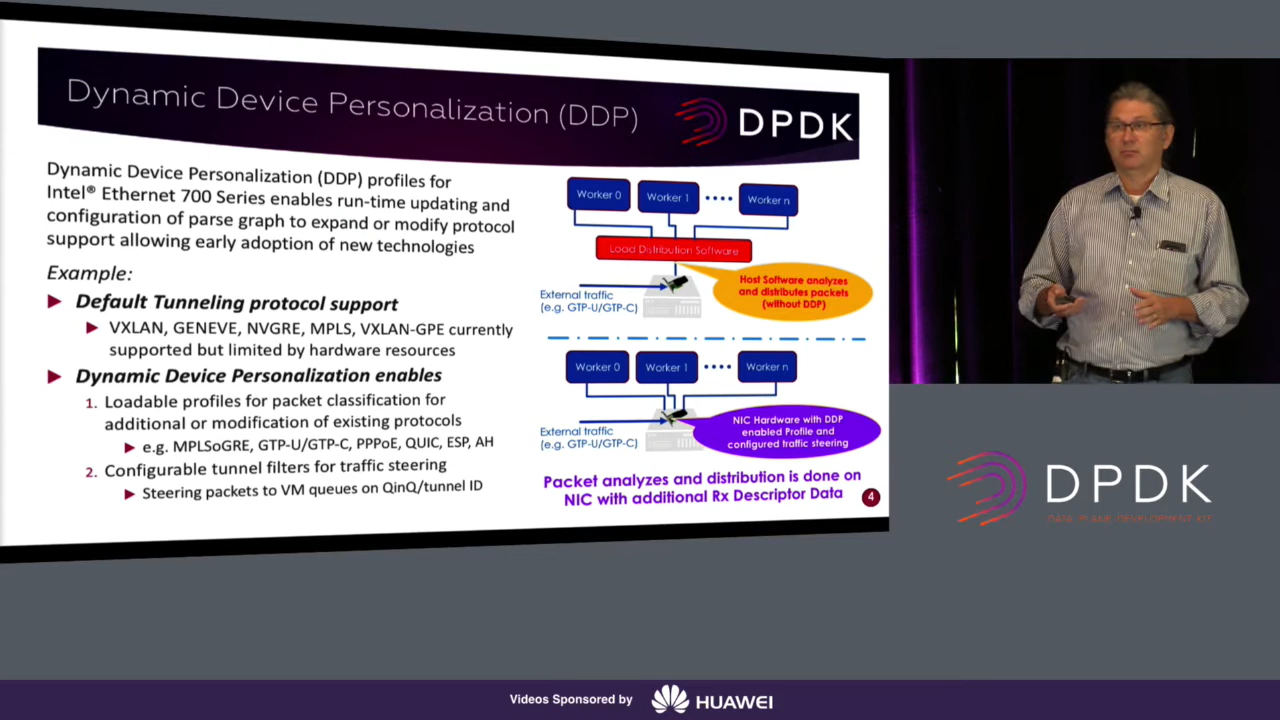 Dynamic Device Personalization (DDP)
DPDK
Dynamic Device Personalization (DDP) profiles for
Intel® Ethernet 700 Series enables run-time updating and
configuration of parse graph to expand or modify protocol
support allowing early adoption of new technologies
Example:
Default Tunneling protocol support
VXLAN, GENEVE, NVGRE, MPLS, VXLAN-GPE currently
supported but limited by hardware resources
Dynamic Device Personalization enables
1. Loadable profiles for packet classification for
additional or modification of existing protocols
e.g. MPLSoGRE, GTP-U/GTP-C, PPPoE, QUIC, ESP, AH
2. Configurable tunnel filters for traffic steering
Steering packets to VM queues on QinQ/tunnel ID
Worker 0
Worker 1
Worker n
Load Distribution Software
External traffic
(e.g. GTP-U/GTP-C)
Host Software analyzes
and distributes packets
(without DDP)
Worker 0
Worker 1
Worker n
External traffic
(e.g. GTP-U/GTP-C)
NIC Hardware with DDP
enabled Profile and
configured traffic steering
Packet analyzes and distribution is done on
NIC with additional Rx Descriptor Data
4
DPDK
DATA PLANE DEVELOPMENT KIT
Videos Sponsored by
HUAWEI